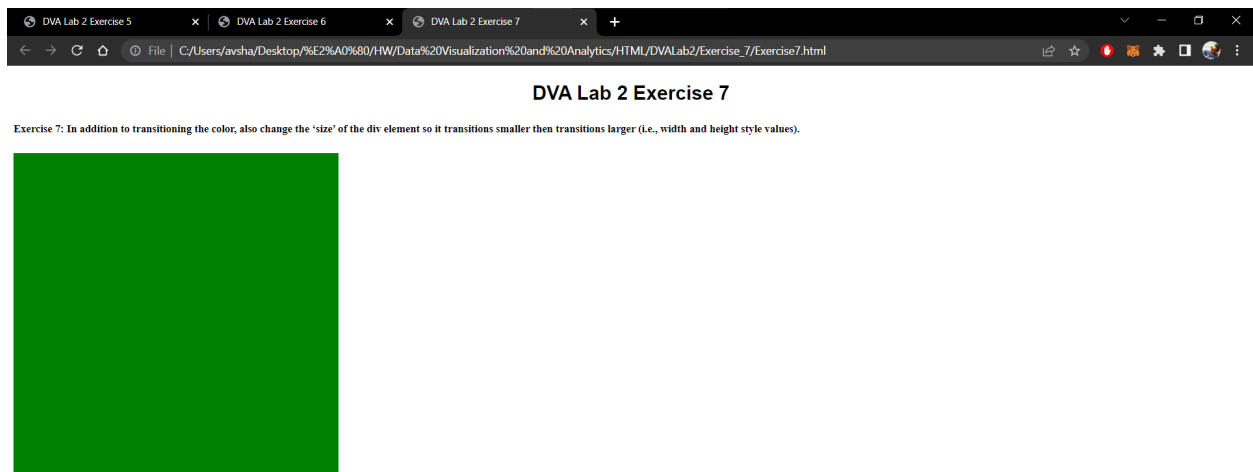 DVA Lab 2 Exercise 5
DVA Lab 2 Exercise 6
DVA Lab 2 Exercise 7
File | C:/Users/avsha/Desktop/%E2%A0%80/HW/Data%20Visualization%20and%20Analytics/HTML/DVALab2/Exercise_7/Exercise7.html
DVA Lab 2 Exercise 7
Exercise 7: In addition to transitioning the color, also change the ‘size’ of the div element so it transitions smaller then transitions larger (i.e., width and height style values).